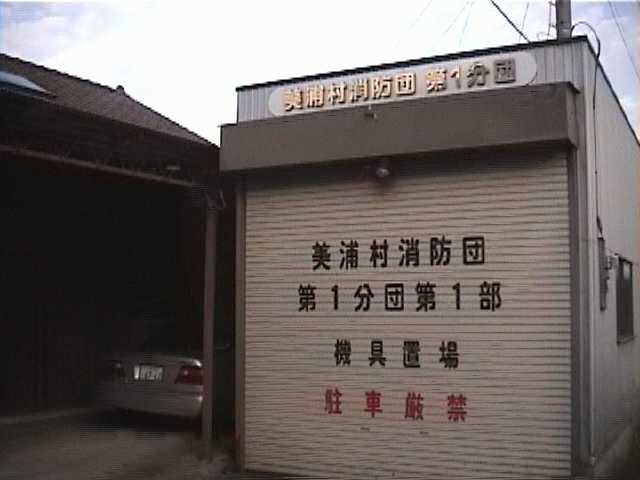 美浦村消防団 第1分団
美浦村消防団
第1分団第1部
機具置場
駐車厳禁